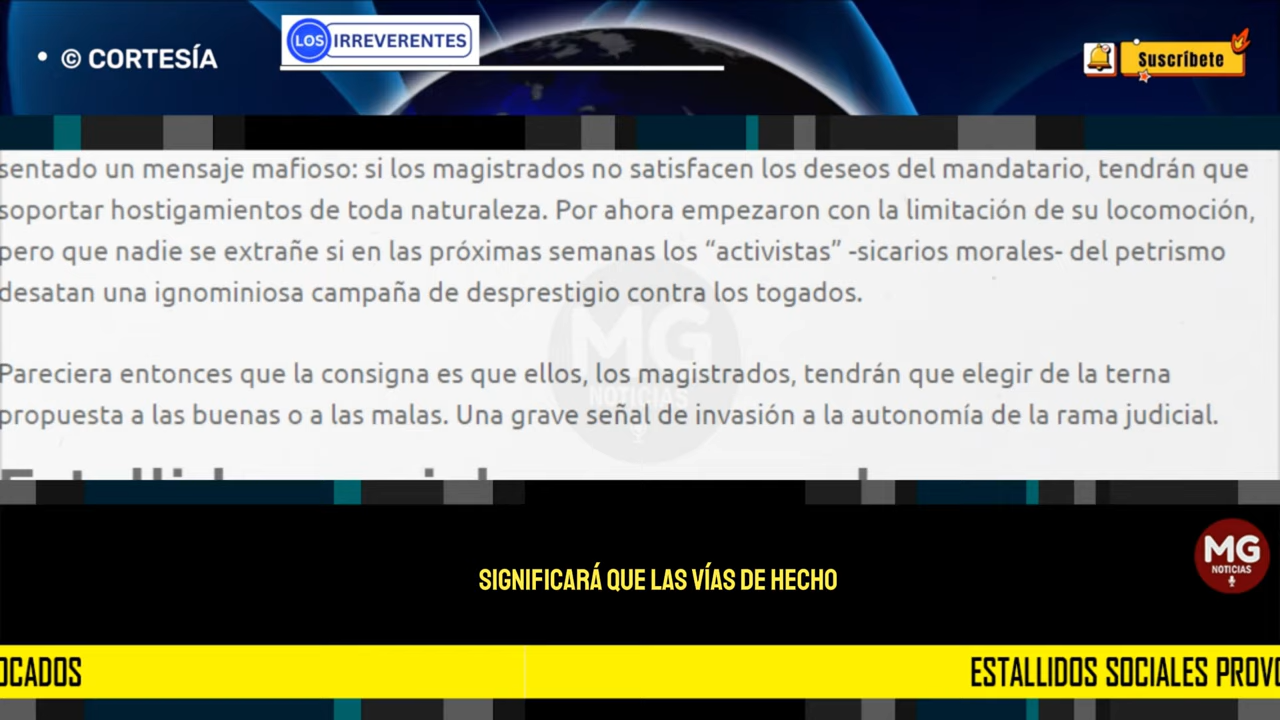 © CORTESÍA
LOS IRREVERENTES
Suscríbete
sentado un mensaje mafioso: si los magistrados no satisfacen los deseos del mandatario, tendrán que
soportar hostigamientos de toda naturaleza. Por ahora empezaron con la limitación de su locomoción,
pero que nadie se extrañe si en las próximas semanas los “activistas” -sicarios morales- del petrismo
desatan una ignominiosa campaña de desprestigio contra los togados.
Pareciera entonces que la consigna es que ellos, los magistrados, tendrán que elegir de la terna
propuesta a las buenas o a las malas. Una grave señal de invasión a la autonomía de la rama judicial.
MG
NOTICIAS
SIGNIFICARÁ QUE LAS VÍAS DE HECHO
MG
NOTICIAS
OCADOS
ESTALLIDOS SOCIALES PROVO